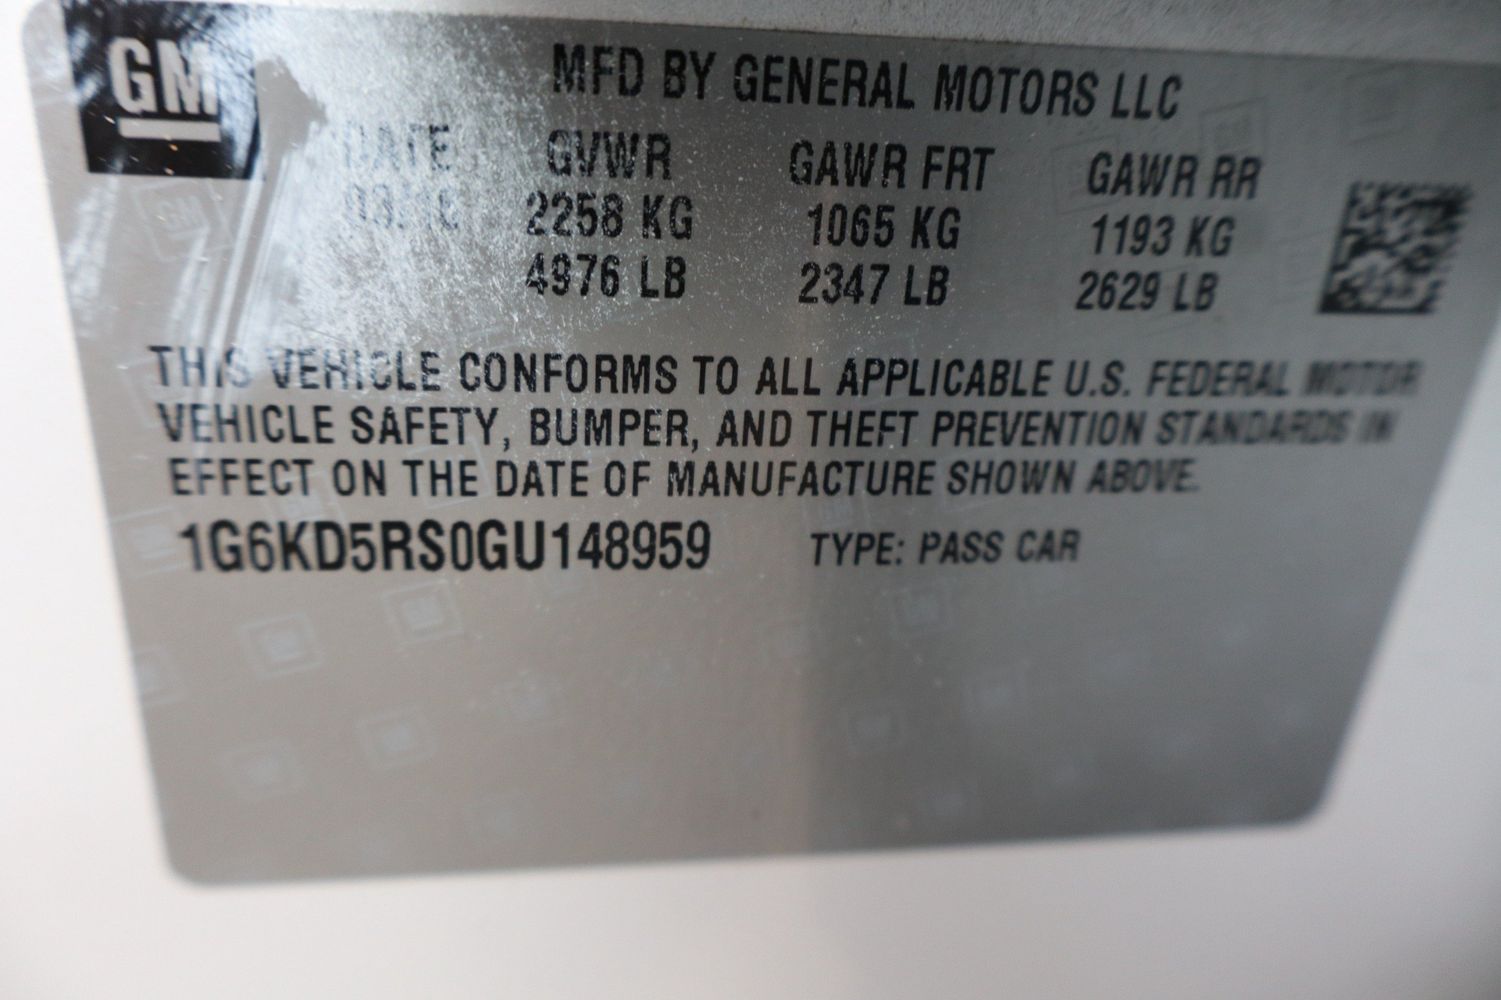 GM
MFD BY GENERAL MOTORS LLC
DATE GVWR GAWR FRT GAWR RR
2258 KG 1065 KG 1193 KG
4976 LB 2347 LB 2629 LB
THIS VEHICLE CONFORMS TO ALL APPLICABLE U.S. FEDERAL MOTOR
VEHICLE SAFETY, BUMPER, AND THEFT PREVENTION STANDARDS IN
EFFECT ON THE DATE OF MANUFACTURE SHOWN ABOVE.
1G6KD5RS0GU148959 TYPE: PASS CAR